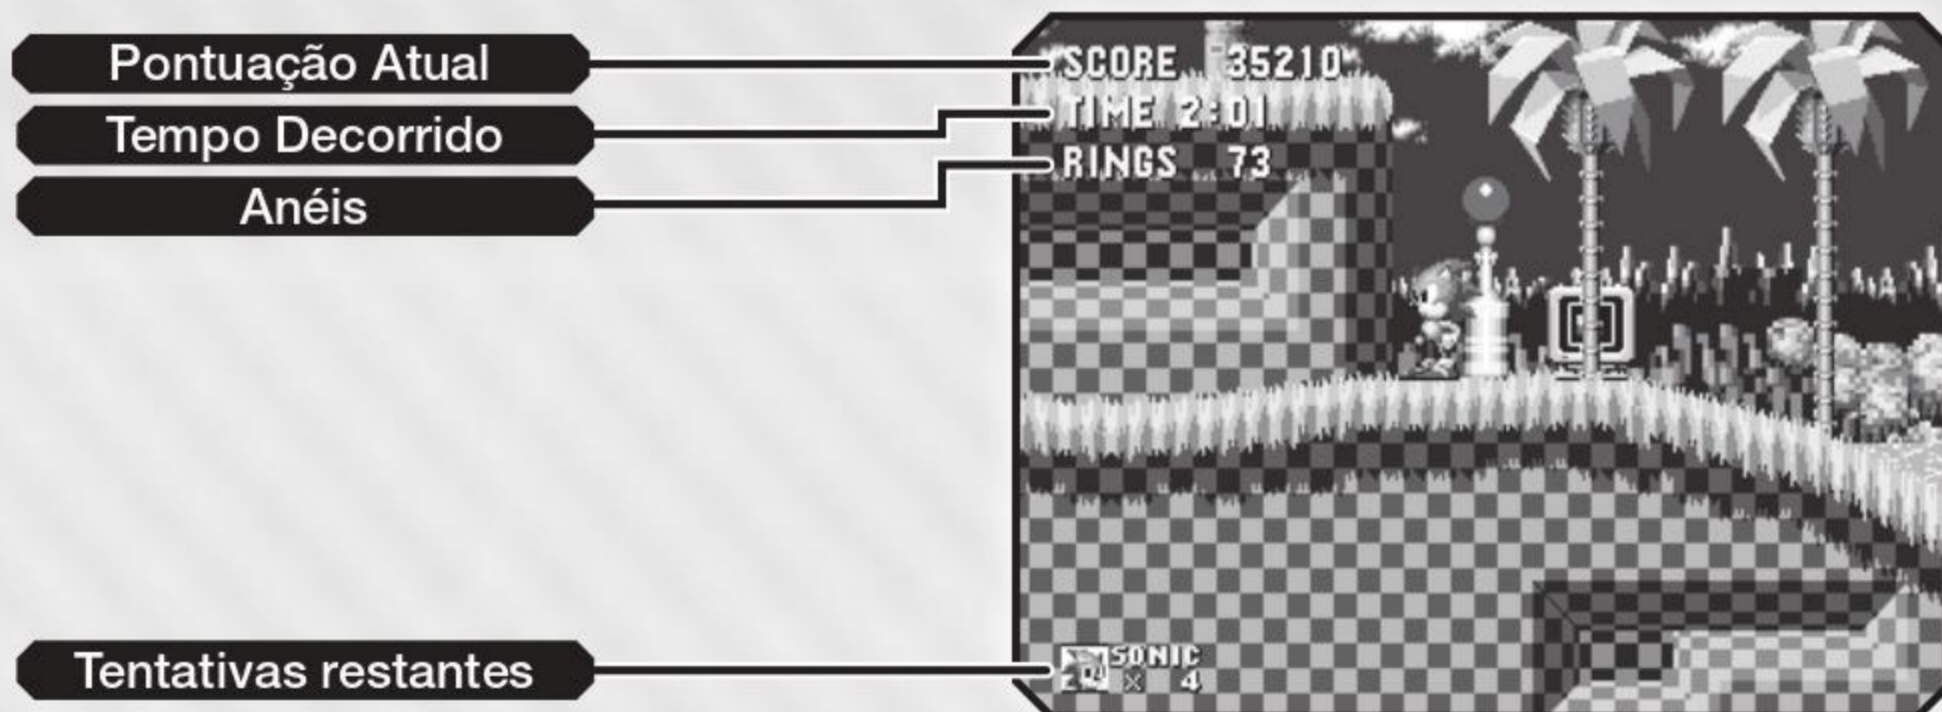 Pontuação Atual
SCORE 35210
Tempo Decorrido
TIME 2:01
Anéis
RINGS 73
Tentativas restantes
SONIC
× 4